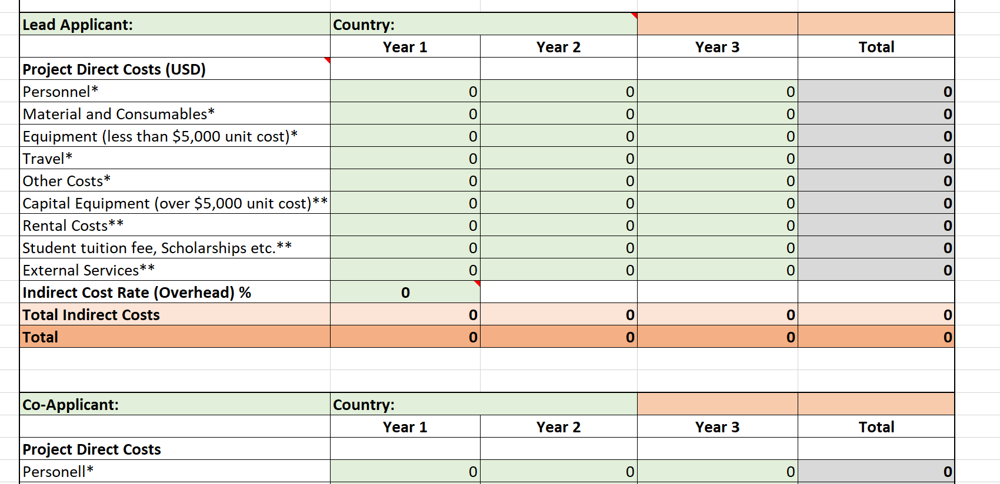 Lead Applicant: Country:
Year 1 Year 2 Year 3 Total
Project Direct Costs (USD)
Personnel* 0 0 0 0
Material and Consumables* 0 0 0 0
Equipment (less than $5,000 unit cost)* 0 0 0 0
Travel* 0 0 0 0
Other Costs* 0 0 0 0
Capital Equipment (over $5,000 unit cost)** 0 0 0 0
Rental Costs** 0 0 0 0
Student tuition fee, Scholarships etc.** 0 0 0 0
External Services** 0 0 0 0
Indirect Cost Rate (Overhead) % 0
Total Indirect Costs 0 0 0 0
Total 0 0 0 0
Co-Applicant: Country:
Year 1 Year 2 Year 3 Total
Project Direct Costs
Personell* 0 0 0 0